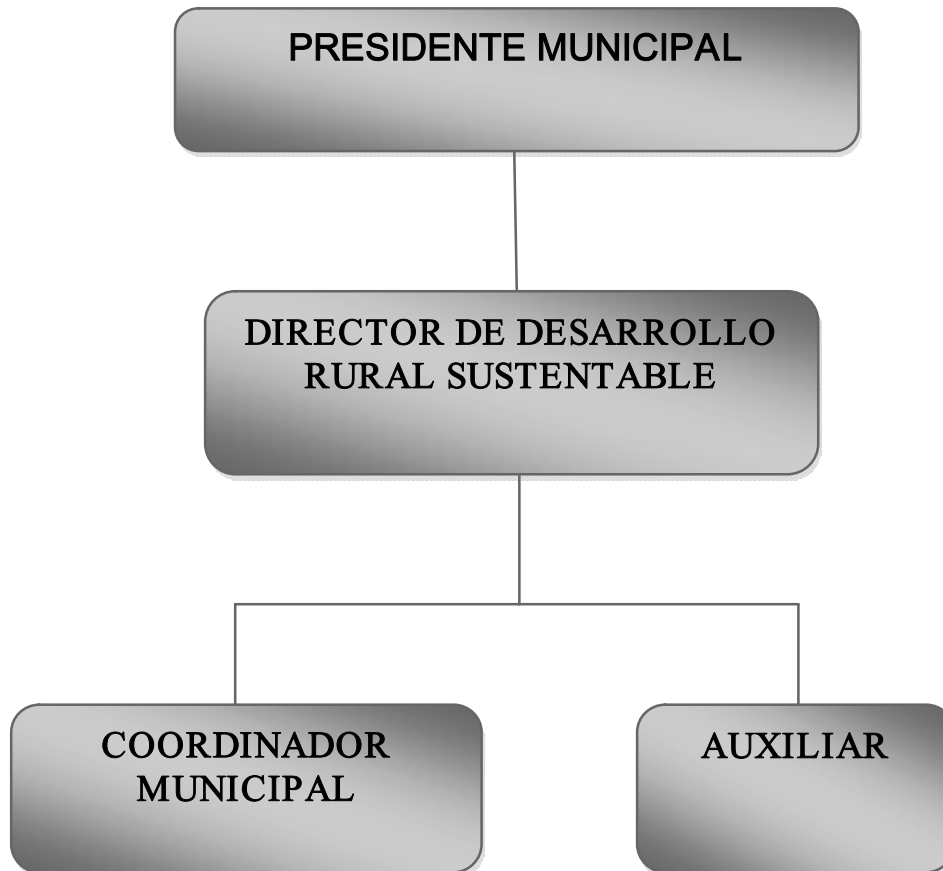 PRESIDENTE MUNICIPAL
DIRECTOR DE DESARROLLO
RURAL SUSTENTABLE
COORDINADOR
MUNICIPAL
AUXILIAR